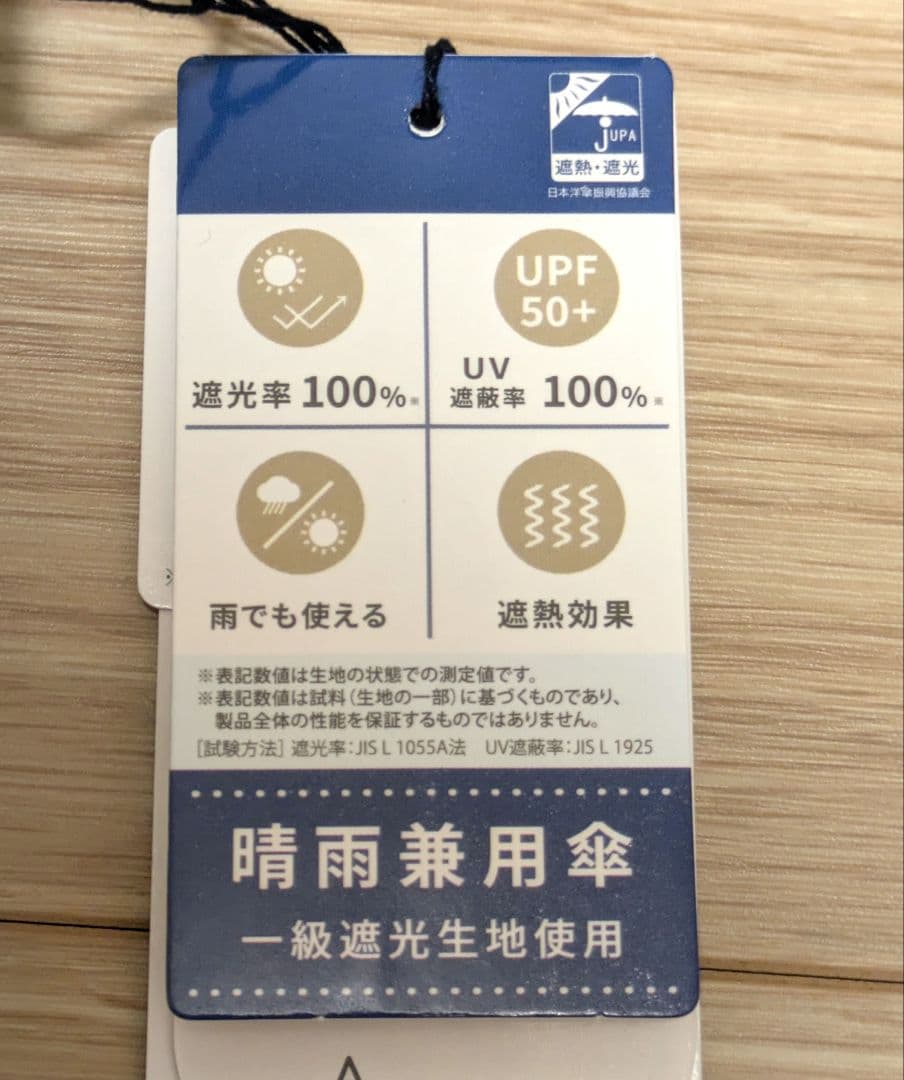 JUPA
遮熱・遮光
日本洋傘振興協議会
遮光率 100%※
UPF
50+
UV
遮蔽率 100%※
雨でも使える
遮熱効果
※表記数値は生地の状態での測定値です。
※表記数値は試料(生地の一部)に基づくものであり、
製品全体の性能を保証するものではありません。
[試験方法] 遮光率:JIS L 1055A法 UV遮蔽率:JIS L 1925
晴雨兼用傘
一級遮光生地使用